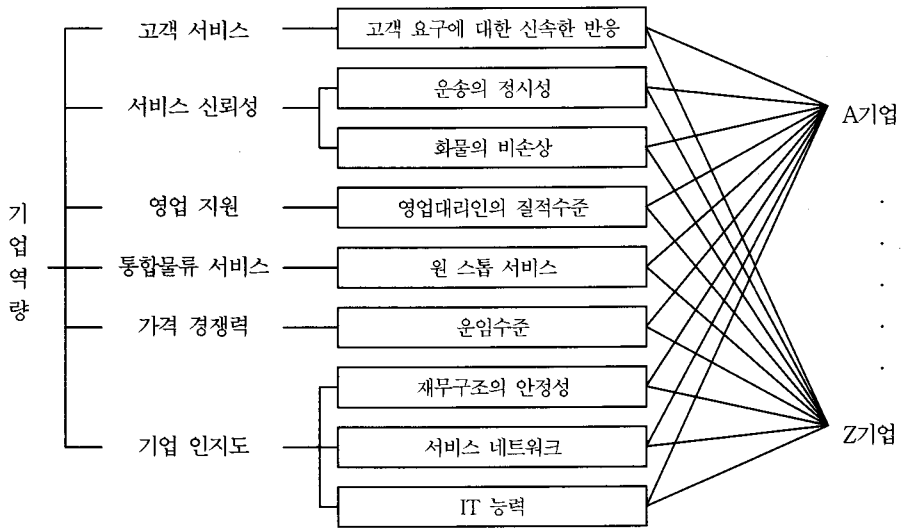 고객 서비스
고객 요구에 대한 신속한 반응
서비스 신뢰성
운송의 정시성
화물의 비손상
A기업
기업역량
영업 지원
영업대리인의 질적수준
통합물류 서비스
원 스톱 서비스
가격 경쟁력
운임수준
재무구조의 안정성
기업 인지도
서비스 네트워크
Z기업
IT 능력